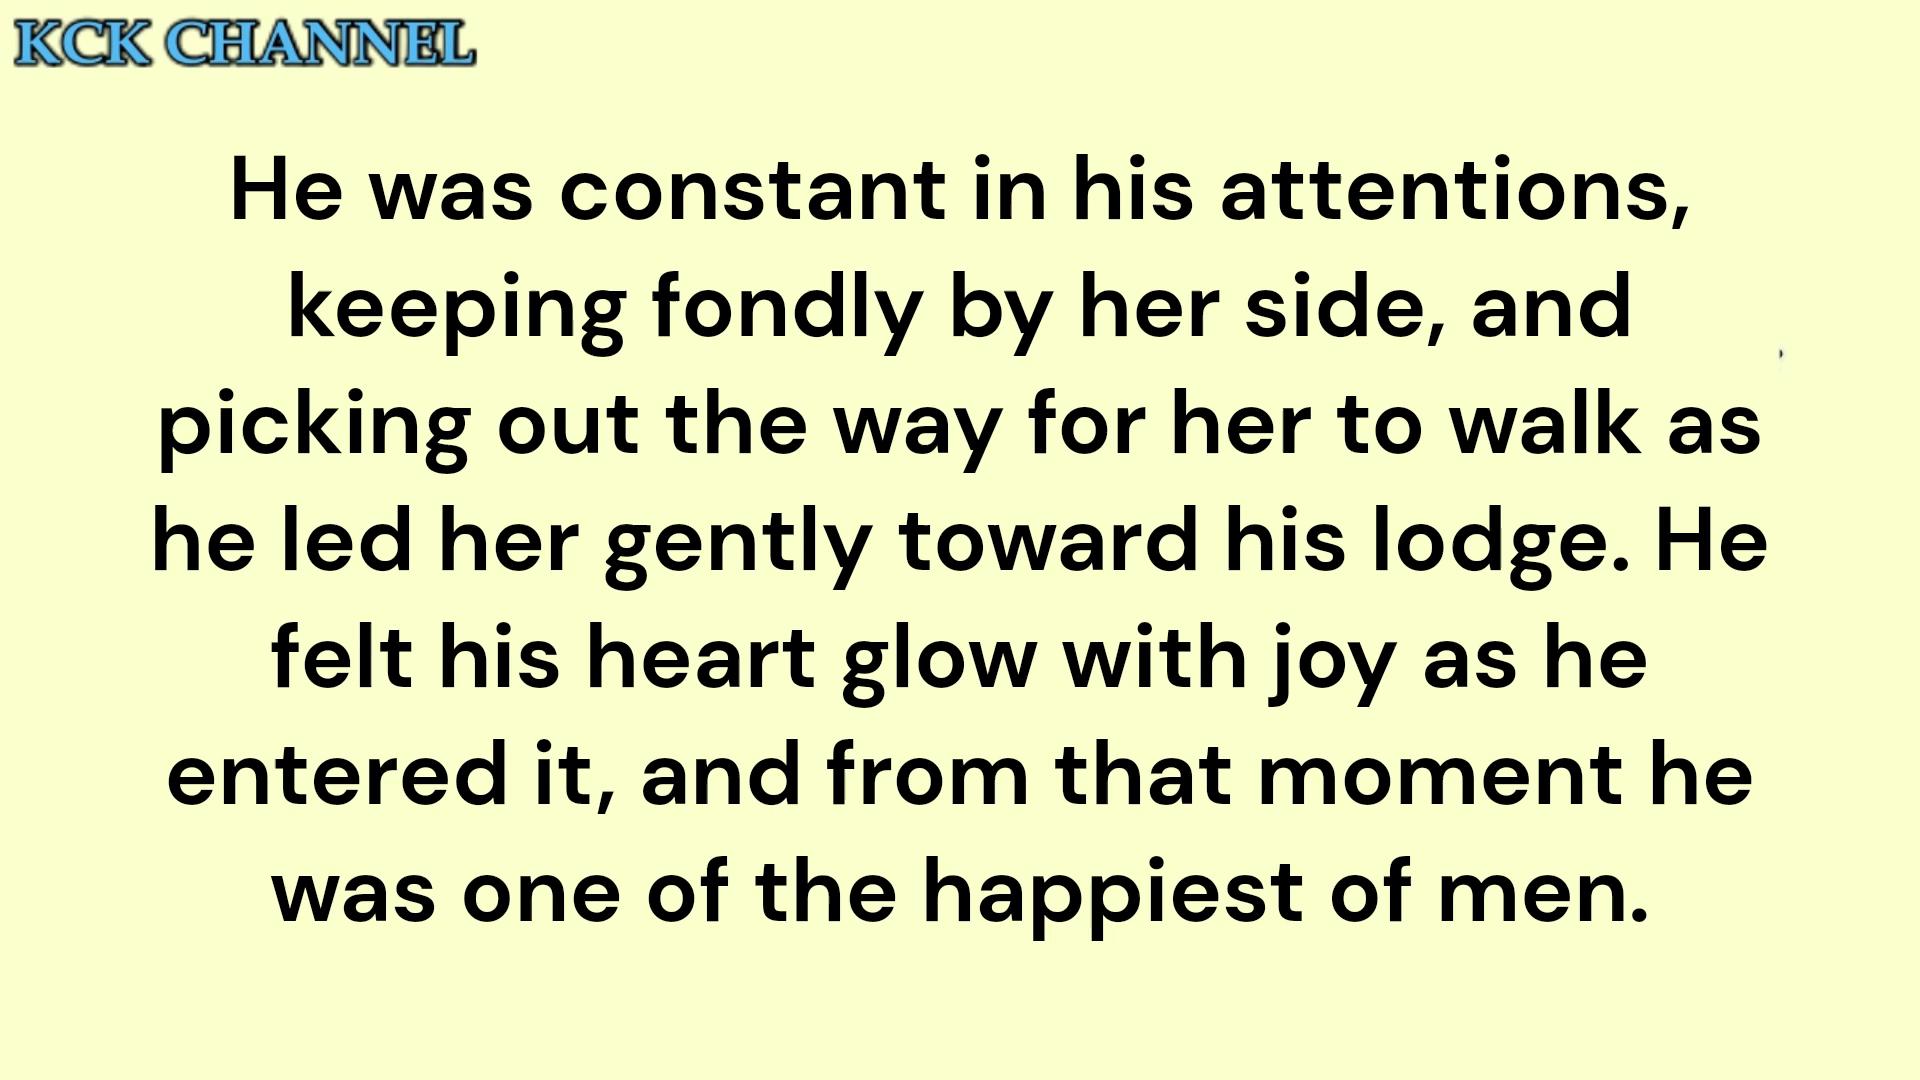 KCK CHANNEL
He was constant in his attentions,
keeping fondly by her side, and
picking out the way for her to walk as
he led her gently toward his lodge. He
felt his heart glow with joy as he
entered it, and from that moment he
was one of the happiest of men.